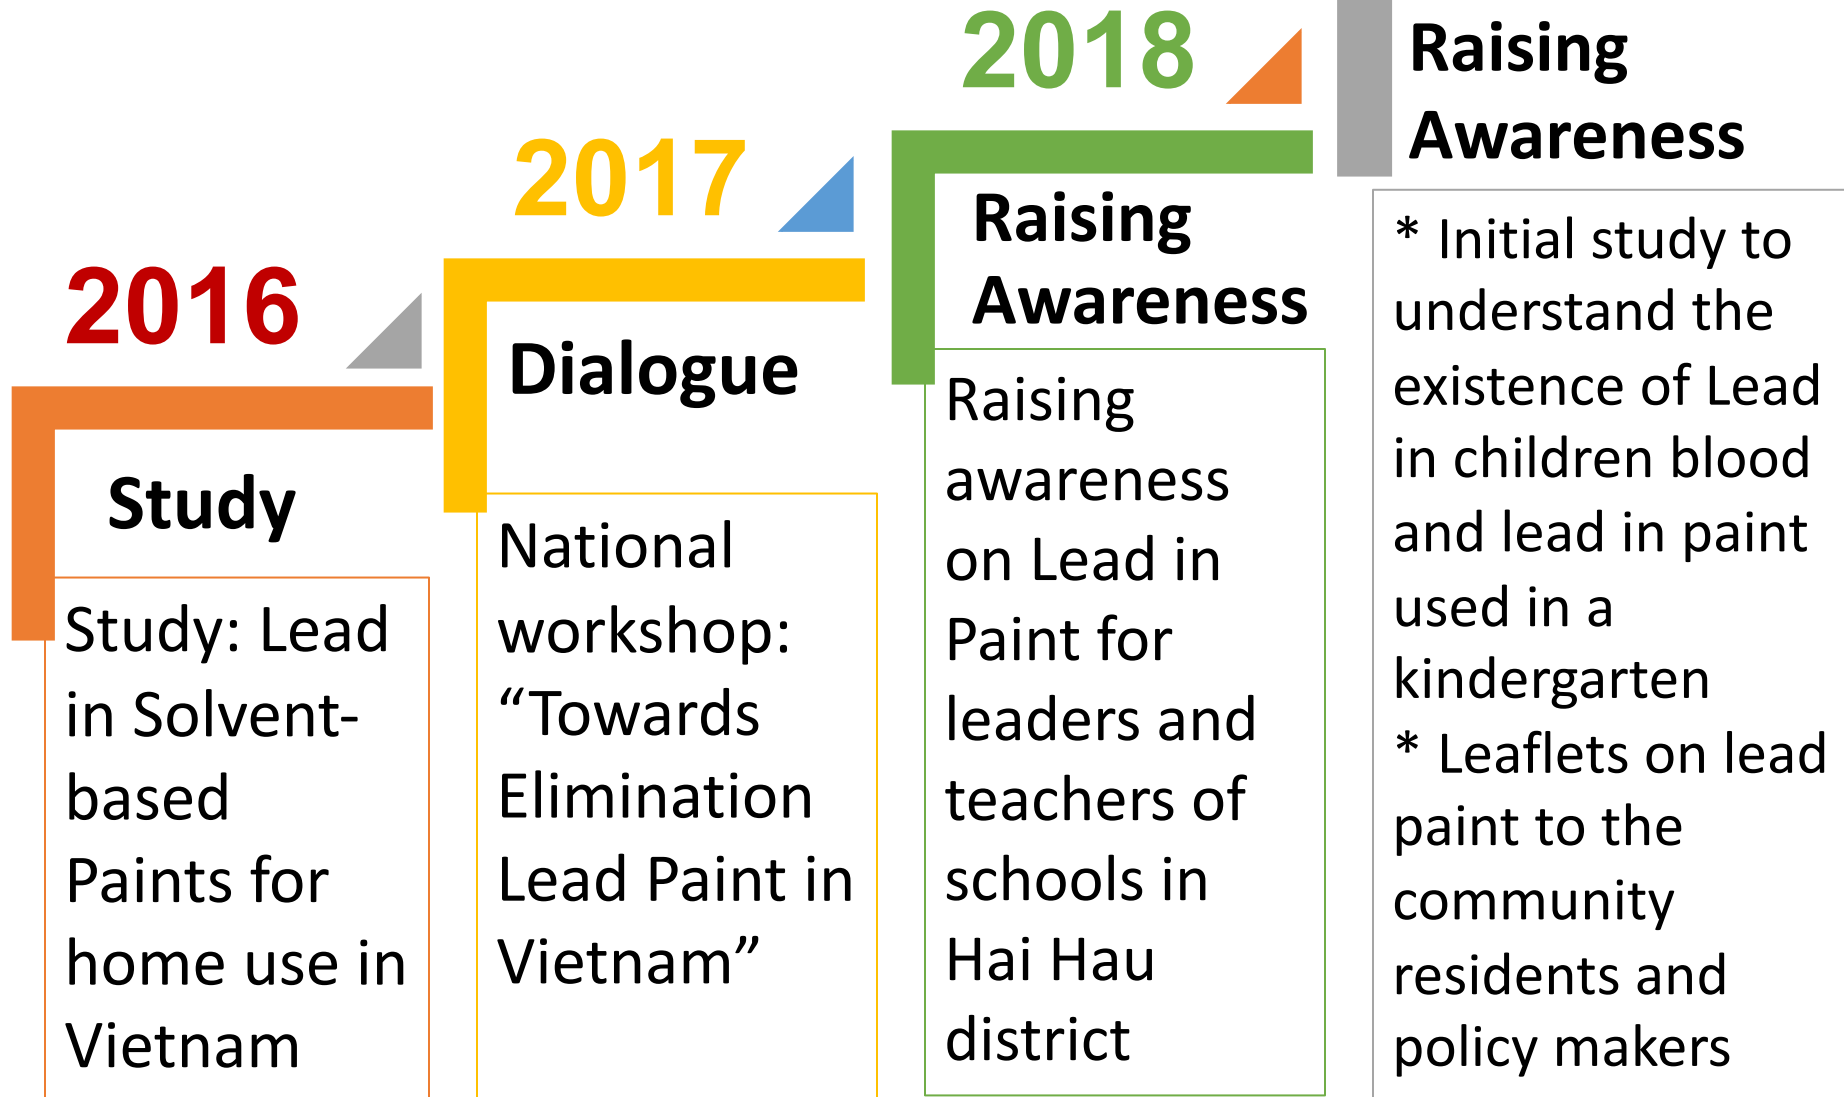 2016
Study
Study: Lead
in Solvent-
based
Paints for
home use in
Vietnam
2017
Dialogue
National
workshop:
“Towards
Elimination
Lead Paint in
Vietnam”
2018
Raising
Awareness
Raising
awareness
on Lead in
Paint for
leaders and
teachers of
schools in
Hai Hau
district
Raising
Awareness
* Initial study to
understand the
existence of Lead
in children blood
and lead in paint
used in a
kindergarten
* Leaflets on lead
paint to the
community
residents and
policy makers